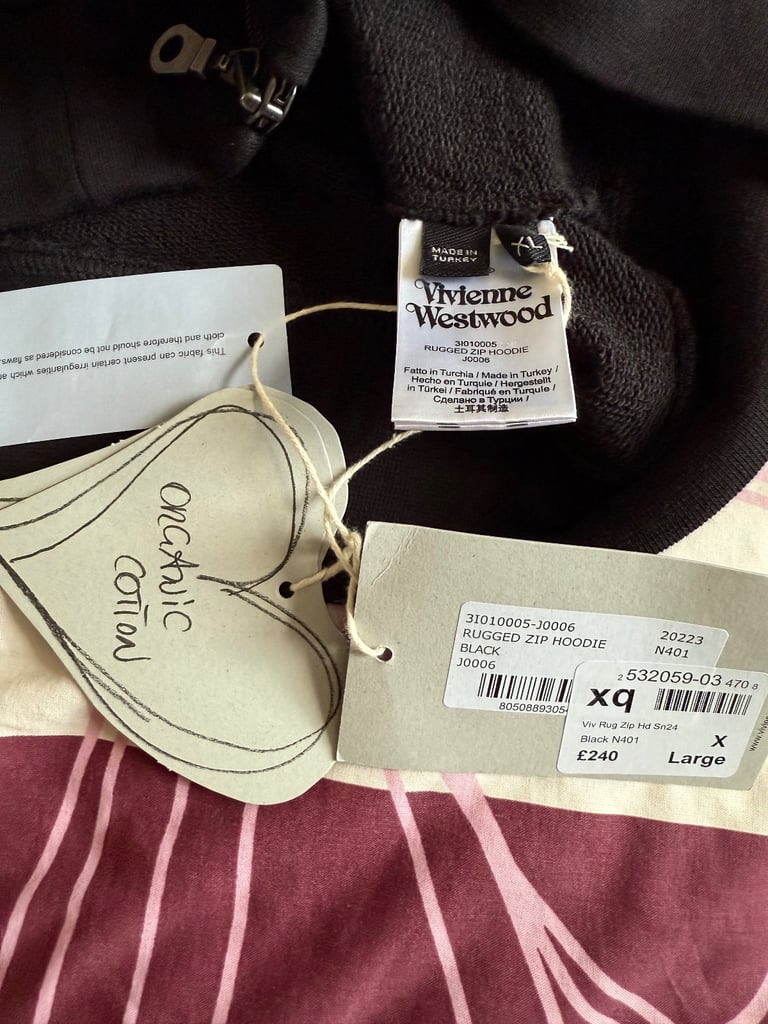 MADE IN
TURKEY
XL
Vivienne
Westwood
3I010005
RUGGED ZIP HOODIE
J0006
Fatto in Turchia / Made in Turkey /
Hecho en Turquie / Hergestellt
in Türkei / Fabriqué en Turquie /
Сделано в Турции /
土耳其制造
This fabric can present certain irregularities which
cloth and therefore should not be considered as flaws.
ORGANIC
COTTON
3I010005-J0006
RUGGED ZIP HOODIE
BLACK
J0006
20223
N401
8050889305
2 532059-03 470 8
xq
Viv Rug Zip Hd Sn24
Black N401
X
£240
Large